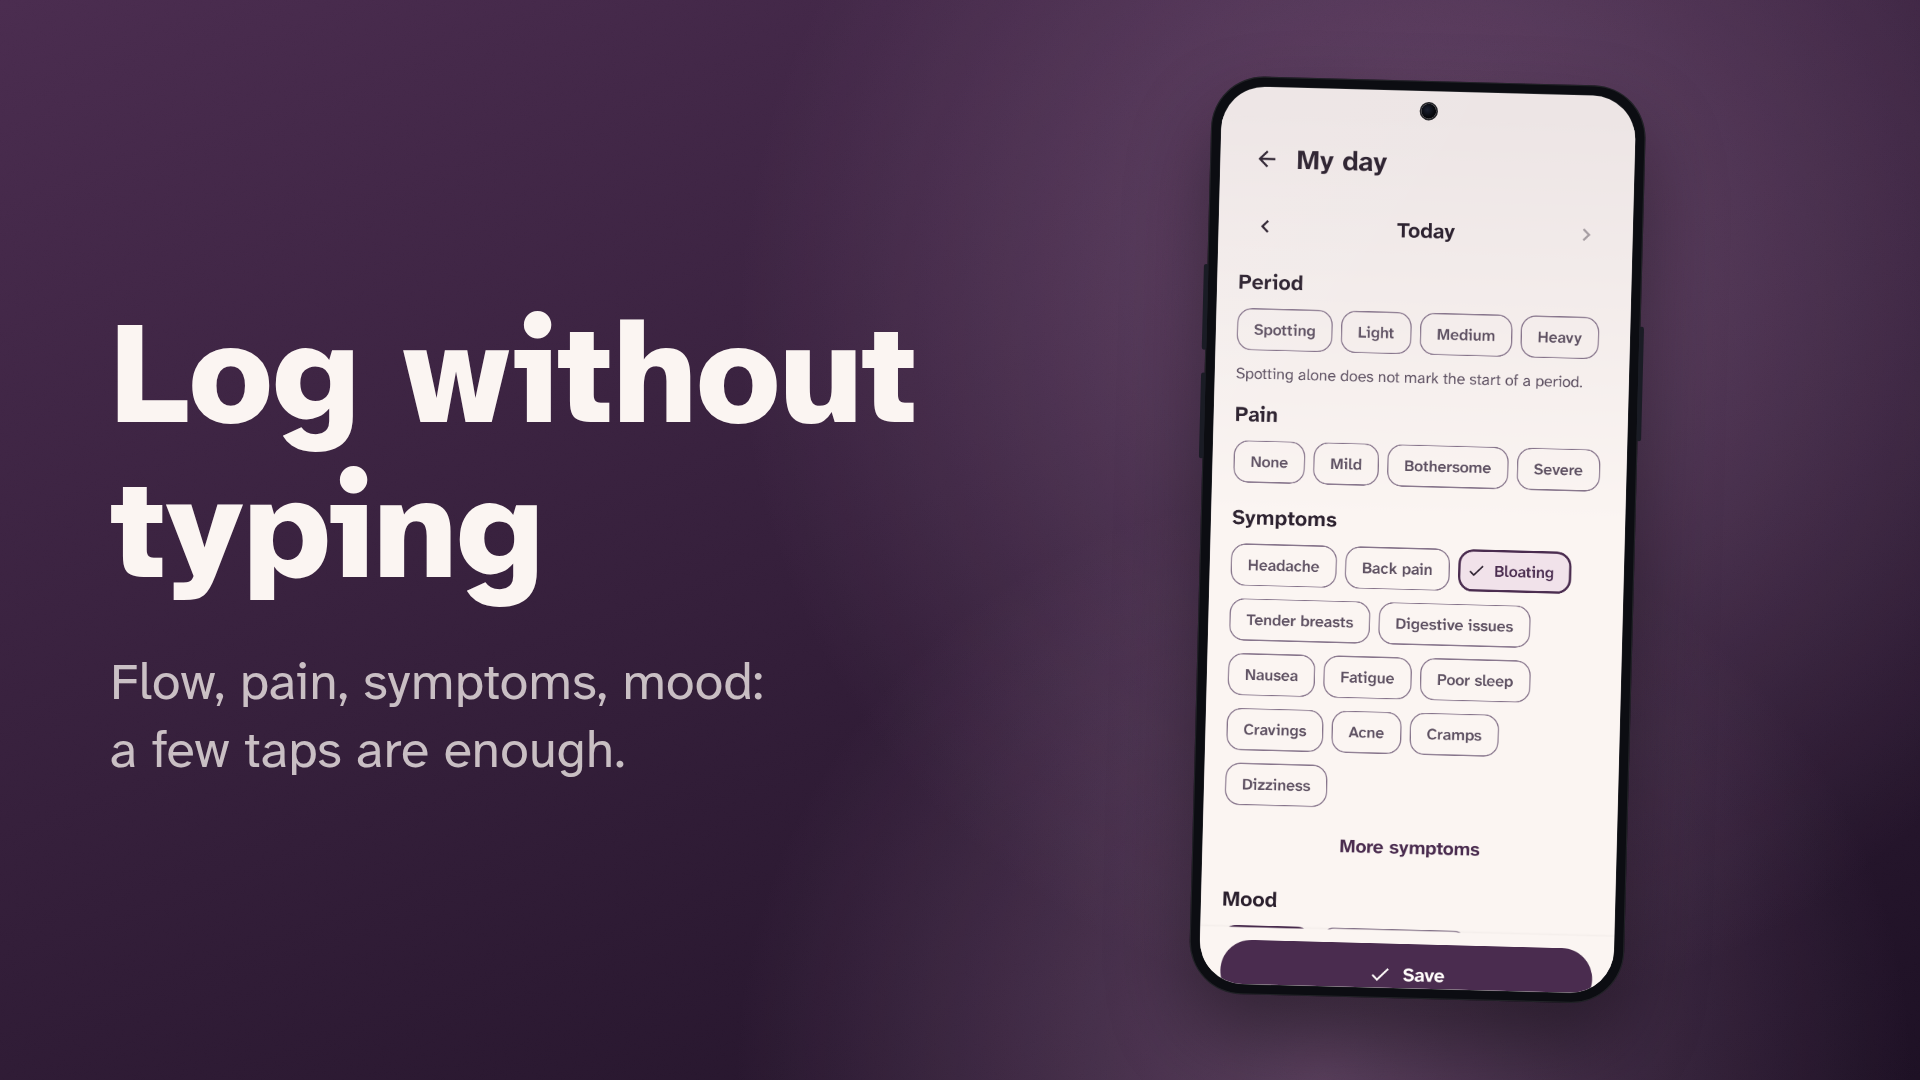 Log without
typing
Flow, pain, symptoms, mood:
a few taps are enough.
My day
Today
Period
Spotting Light Medium Heavy
Spotting alone does not mark the start of a period.
Pain
None Mild Bothersome Severe
Symptoms
Headache Back pain Bloating
Tender breasts Digestive issues
Nausea Fatigue Poor sleep
Cravings Acne Cramps
Dizziness
More symptoms
Mood
Save